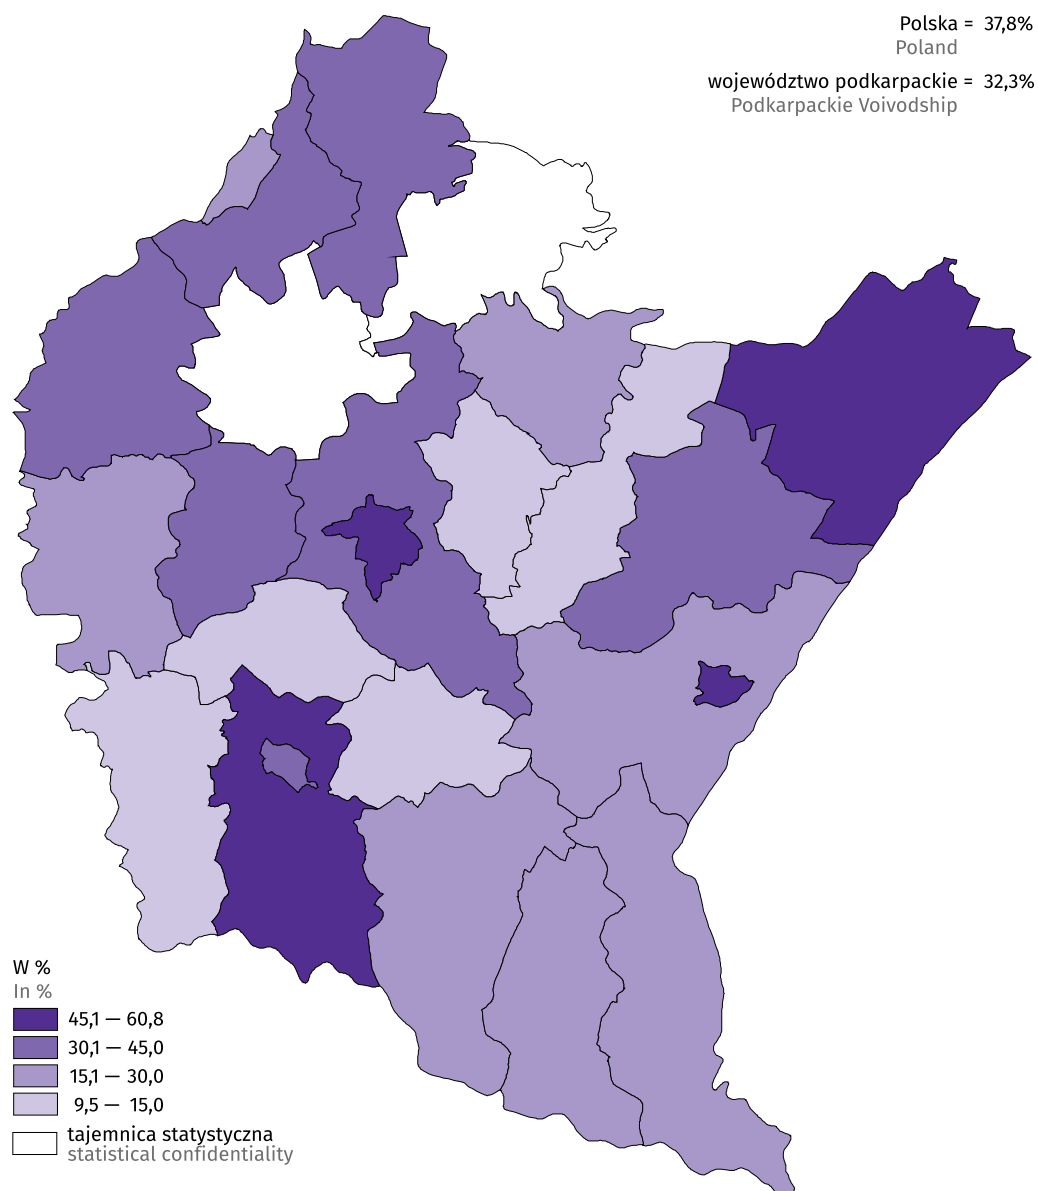 Polska = 37,8%
Poland
województwo podkarpackie = 32,3%
Podkarpackie Voivodship
W %
In %
45,1 — 60,8
30,1 — 45,0
15,1 — 30,0
9,5 — 15,0
tajemnica statystyczna
statistical confidentiality